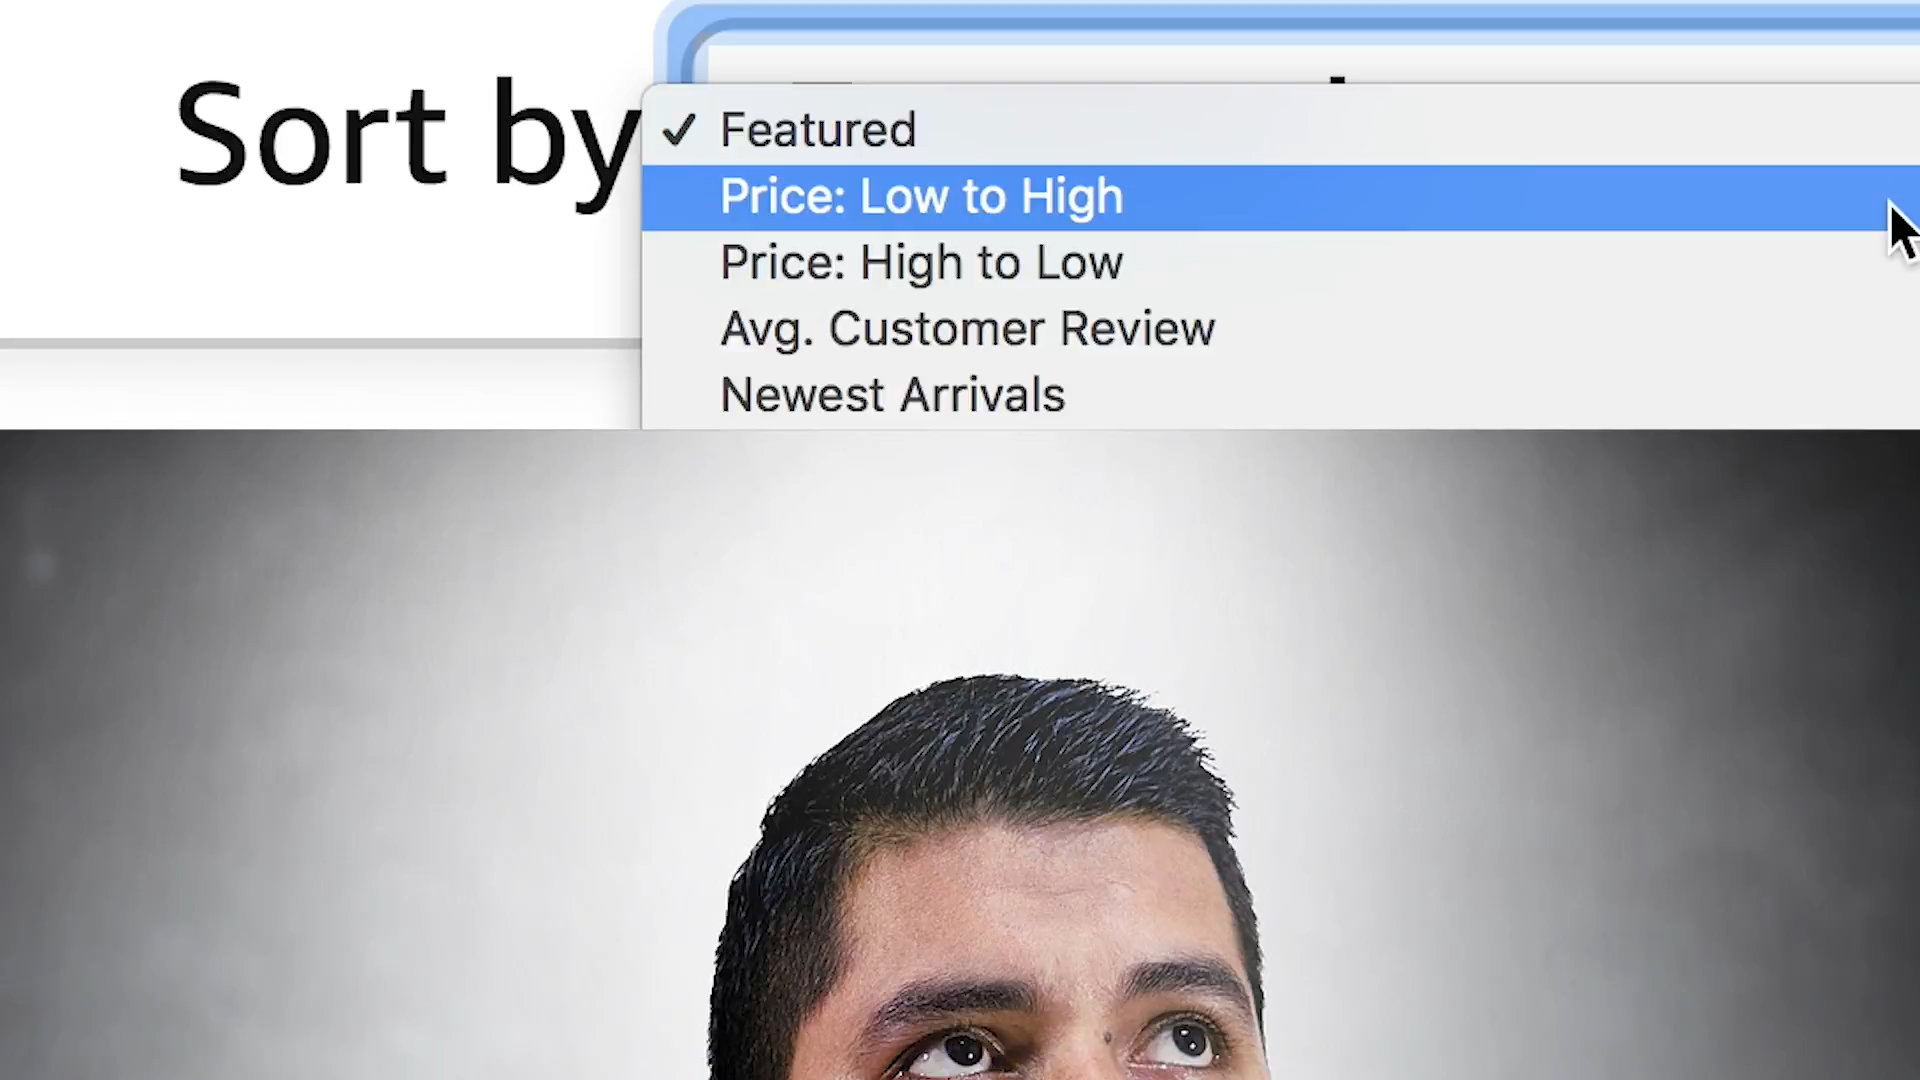 Sort by
✓ Featured
Price: Low to High
Price: High to Low
Avg. Customer Review
Newest Arrivals